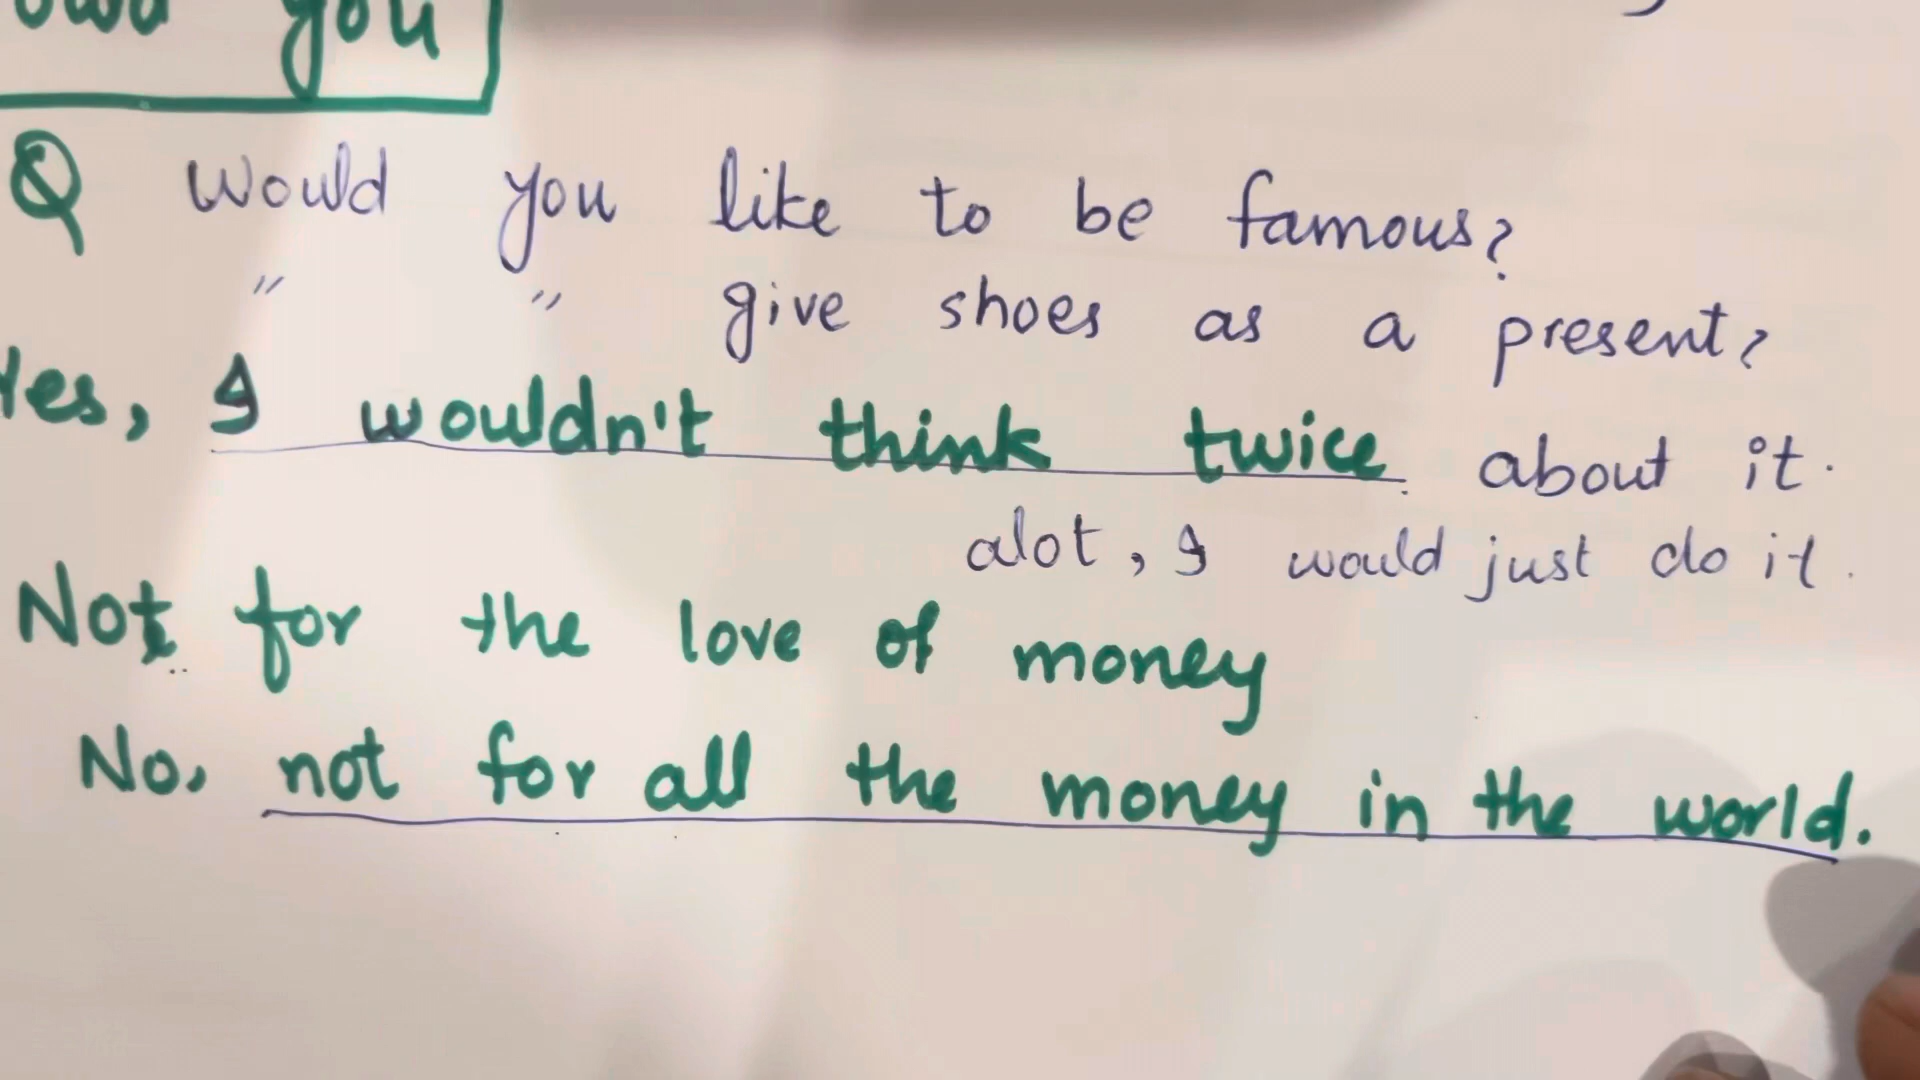 you
Q Would you like to be famous?
" " give shoes as a present?
Yes, I wouldn't think twice about it.
alot, I would just do it.
Not for the love of money
No, not for all the money in the world.